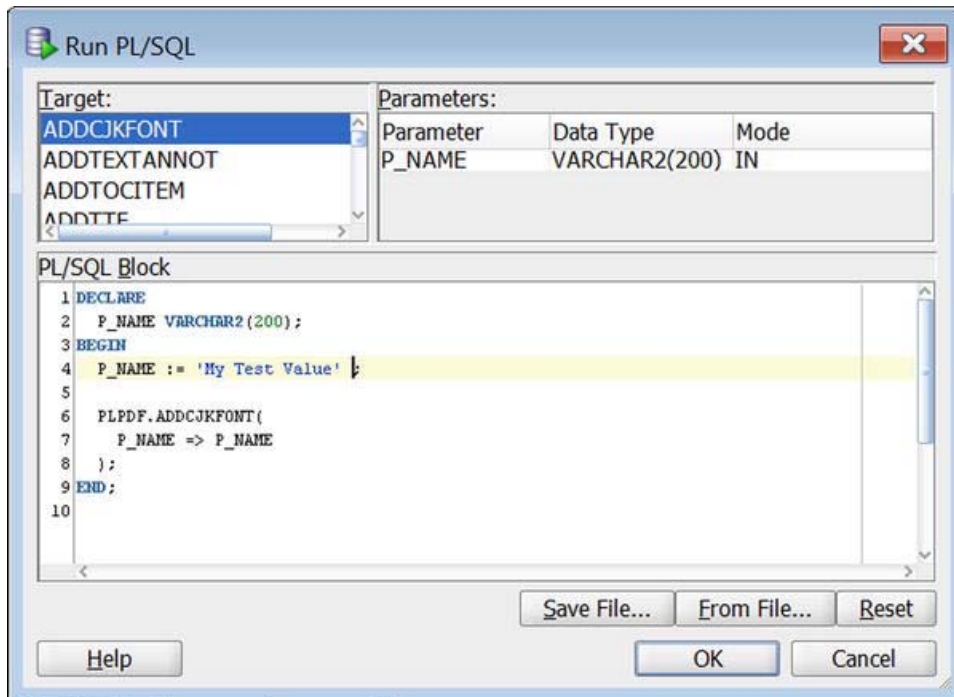 Run PL/SQL
Target:
ADDCJKFONT
ADDTEXTANNOT
ADDTOCITEM
ADDTTF
Parameters:
Parameter Data Type Mode
P_NAME VARCHAR2(200) IN
PL/SQL Block
1 DECLARE
2 P_NAME VARCHAR2(200);
3 BEGIN
4 P_NAME := 'My Test Value' ;
5
6 PLPDF.ADDCJKFONT(
7 P_NAME => P_NAME
8 );
9 END;
10
Save File... From File... Reset
Help OK Cancel